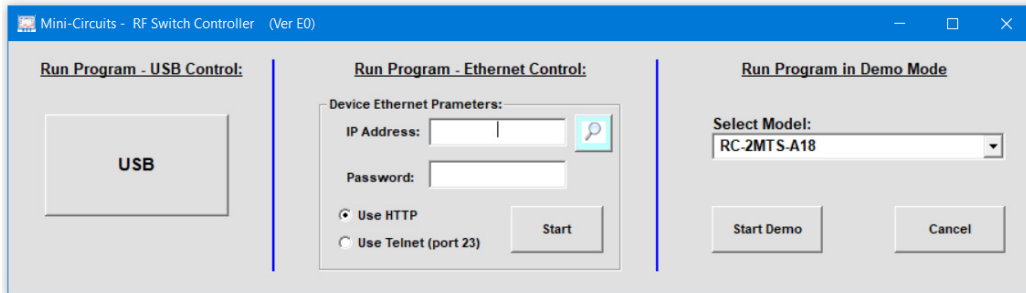 Mini-Circuits - RF Switch Controller (Ver E0)
Run Program - USB Control:
USB
Run Program - Ethernet Control:
Device Ethernet Prameters:
IP Address:
Password:
Use HTTP
Use Telnet (port 23)
Start
Run Program in Demo Mode
Select Model:
RC-2MTS-A18
Start Demo
Cancel